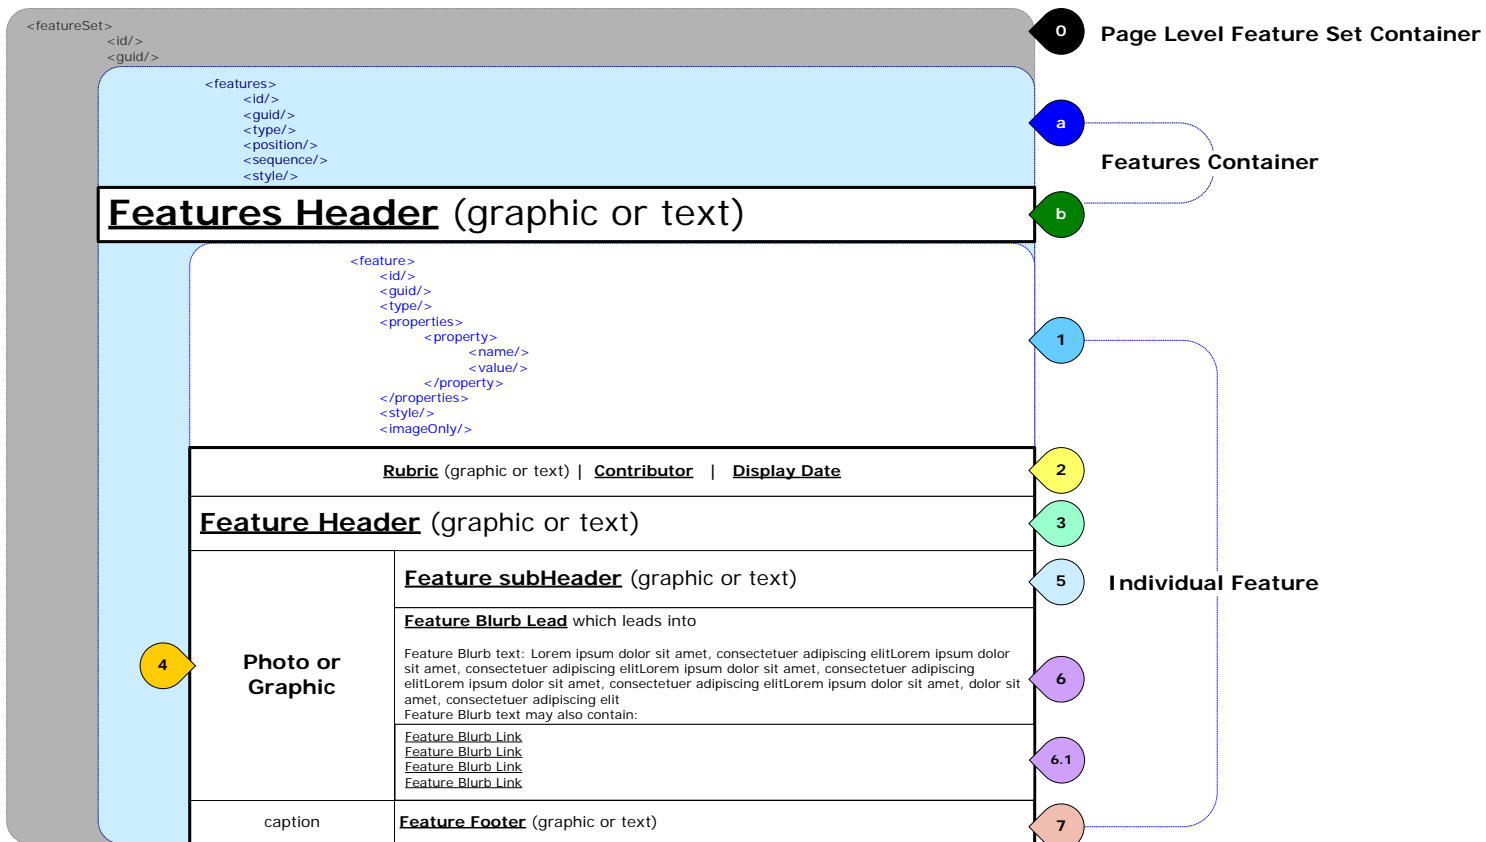 <featureSet>
<id/>
<guid/>
0
Page Level Feature Set Container
<features>
<id/>
<guid/>
<type/>
<position/>
<sequence/>
<style/>
a
Features Container
Features Header (graphic or text)
b
<feature>
<id/>
<guid/>
<type/>
<properties>
<property>
<name/>
<value/>
</property>
</properties>
<style/>
<imageOnly/>
1
Rubric (graphic or text) | Contributor | Display Date
2
Feature Header (graphic or text)
3
Feature subHeader (graphic or text)
5
Individual Feature
4
Photo or
Graphic
Feature Blurb Lead which leads into
Feature Blurb text: Lorem ipsum dolor sit amet, consectetuer adipiscing elitLorem ipsum dolor
sit amet, consectetuer adipiscing elitLorem ipsum dolor sit amet, consectetuer adipiscing
elitLorem ipsum dolor sit amet, consectetuer adipiscing elitLorem ipsum dolor sit amet, dolor sit
amet, consectetuer adipiscing elit
Feature Blurb text may also contain:
6
Feature Blurb Link
Feature Blurb Link
Feature Blurb Link
Feature Blurb Link
6.1
caption
Feature Footer (graphic or text)
7